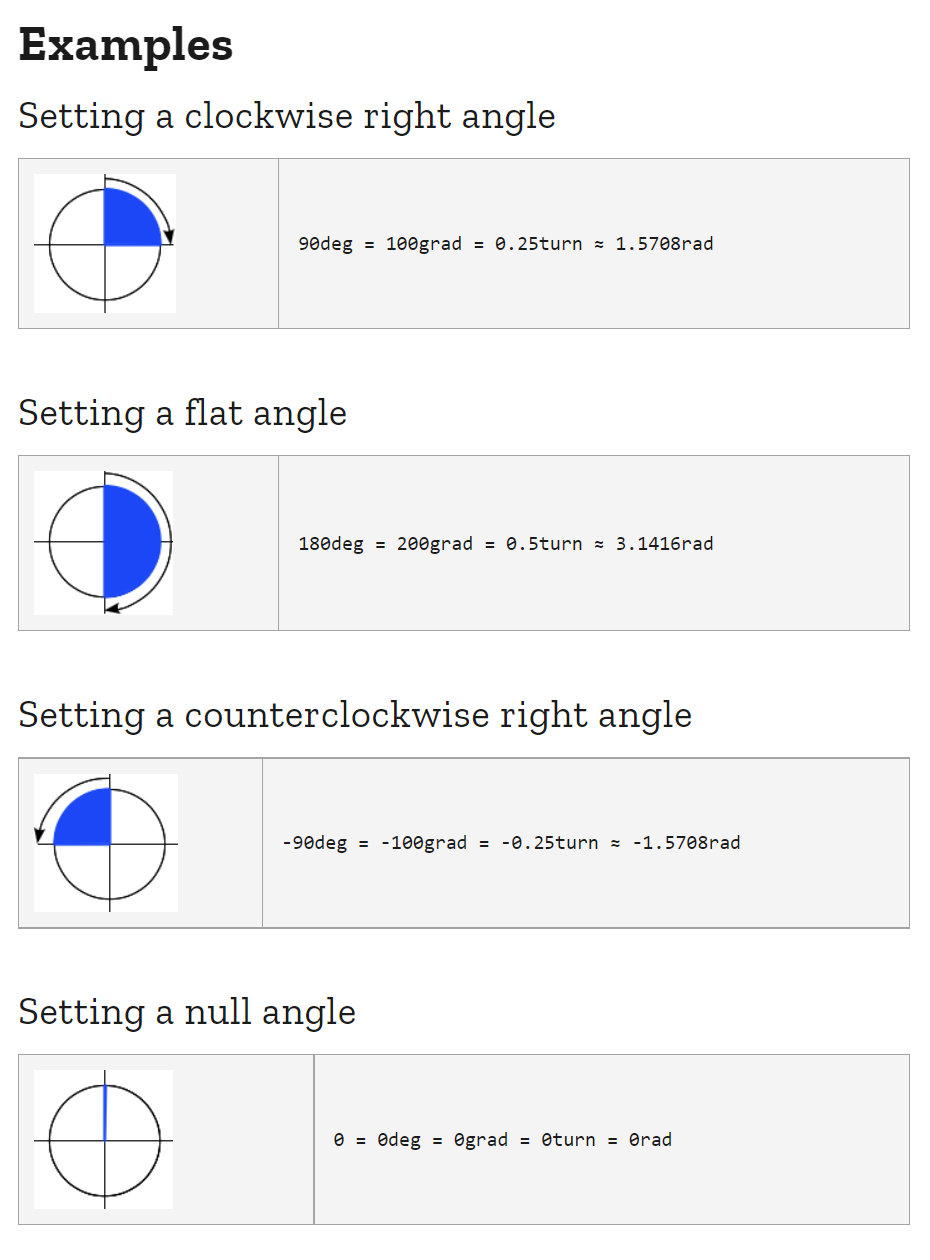 Examples
Setting a clockwise right angle
90deg = 100grad = 0.25turn ≈ 1.5708rad
Setting a flat angle
180deg = 200grad = 0.5turn ≈ 3.1416rad
Setting a counterclockwise right angle
-90deg = -100grad = -0.25turn ≈ -1.5708rad
Setting a null angle
0 = 0deg = 0grad = 0turn = 0rad